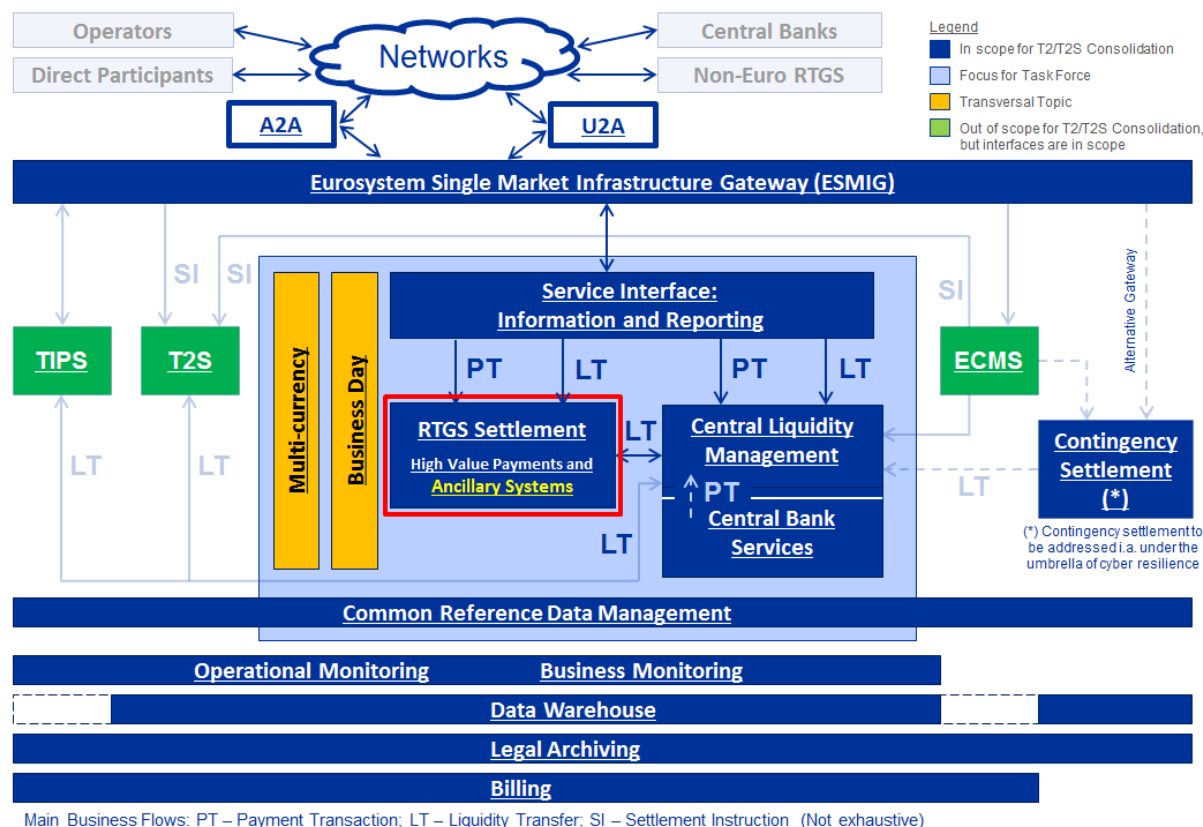 Operators
Direct Participants
Networks
Central Banks
Non-Euro RTGS
Legend
In scope for T2/T2S Consolidation
Focus for Task Force
Transversal Topic
Out of scope for T2/T2S Consolidation,
but interfaces are in scope
A2A
U2A
Eurosystem Single Market Infrastructure Gateway (ESMIG)
SI
SI
SI
Alternative Gateway
Multi-currency
Business Day
Service Interface:
Information and Reporting
TIPS
T2S
ECMS
PT
LT
PT
LT
RTGS Settlement
High Value Payments and
Ancillary Systems
LT
Central Liquidity
Management
PT
Central Bank
Services
Contingency
Settlement
(*)
LT
LT
LT
LT
(*) Contingency settlement to
be addressed i.a. under the
umbrella of cyber resilience
Common Reference Data Management
Operational Monitoring
Business Monitoring
Data Warehouse
Legal Archiving
Billing
Main Business Flows: PT – Payment Transaction; LT – Liquidity Transfer; SI – Settlement Instruction (Not exhaustive)